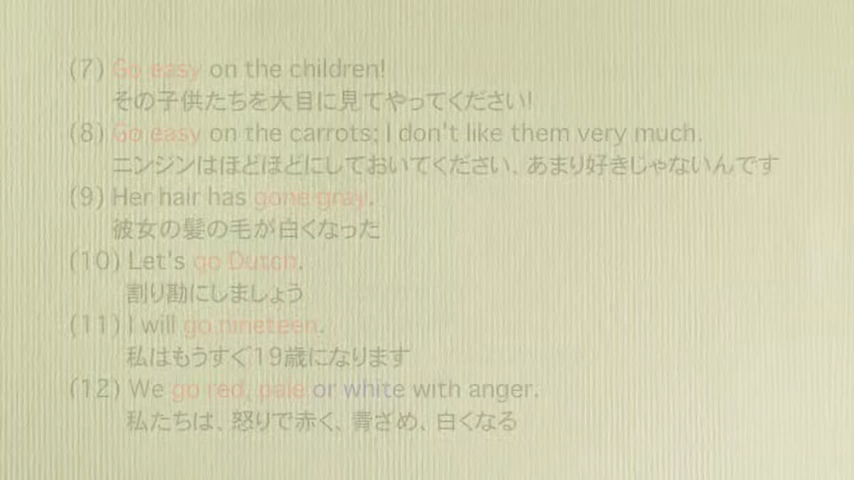 (7) Go easy on the children!
その子供たちを大目に見てやってください!
(8) Go easy on the carrots; I don't like them very much.
ニンジンはほどほどにしておいてください、あまり好きじゃないんです
(9) Her hair has gone gray.
彼女の髪の毛が白くなった
(10) Let's go Dutch.
割り勘にしましょう
(11) I will go nineteen.
私はもうすぐ19歳になります
(12) We go red, pale or white with anger.
私たちは、怒りで赤く、青ざめ、白くなる